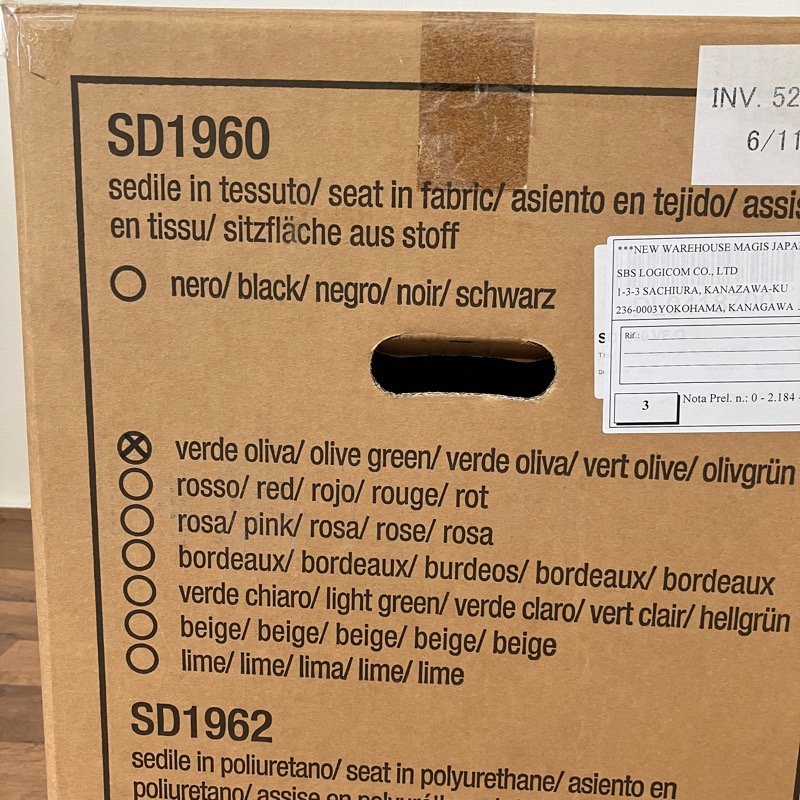 SD1960
sedile in tessuto/ seat in fabric/ asiento en tejido/
en tissu/ sitzfläche aus stoff
nero/ black/ negro/ noir/ schwarz
verde oliva/ olive green/ verde oliva/ vert olive/ olivgrün
rosso/ red/ rojo/ rouge/ rot
rosa/ pink/ rosa/ rose/ rosa
bordeaux/ bordeaux/ burdeos/ bordeaux/ bordeaux
verde chiaro/ light green/ verde claro/ vert clair/ hellgrün
beige/ beige/ beige/ beige/ beige
lime/ lime/ lima/ lime/ lime
SD1962
sedile in poliuretano/ seat in polyurethane/ asiento en
poliuretano/ assise en
INV. 52
6/11
***NEW WAREHOUSE MAGIS JAPA
SBS LOGICOM CO., LTD
1-3-3 SACHIURA, KANAZAWA-KU
236-0003YOKOHAMA, KANAGAWA
Rif.:
3
Nota Prel. n.: 0 - 2.184 -